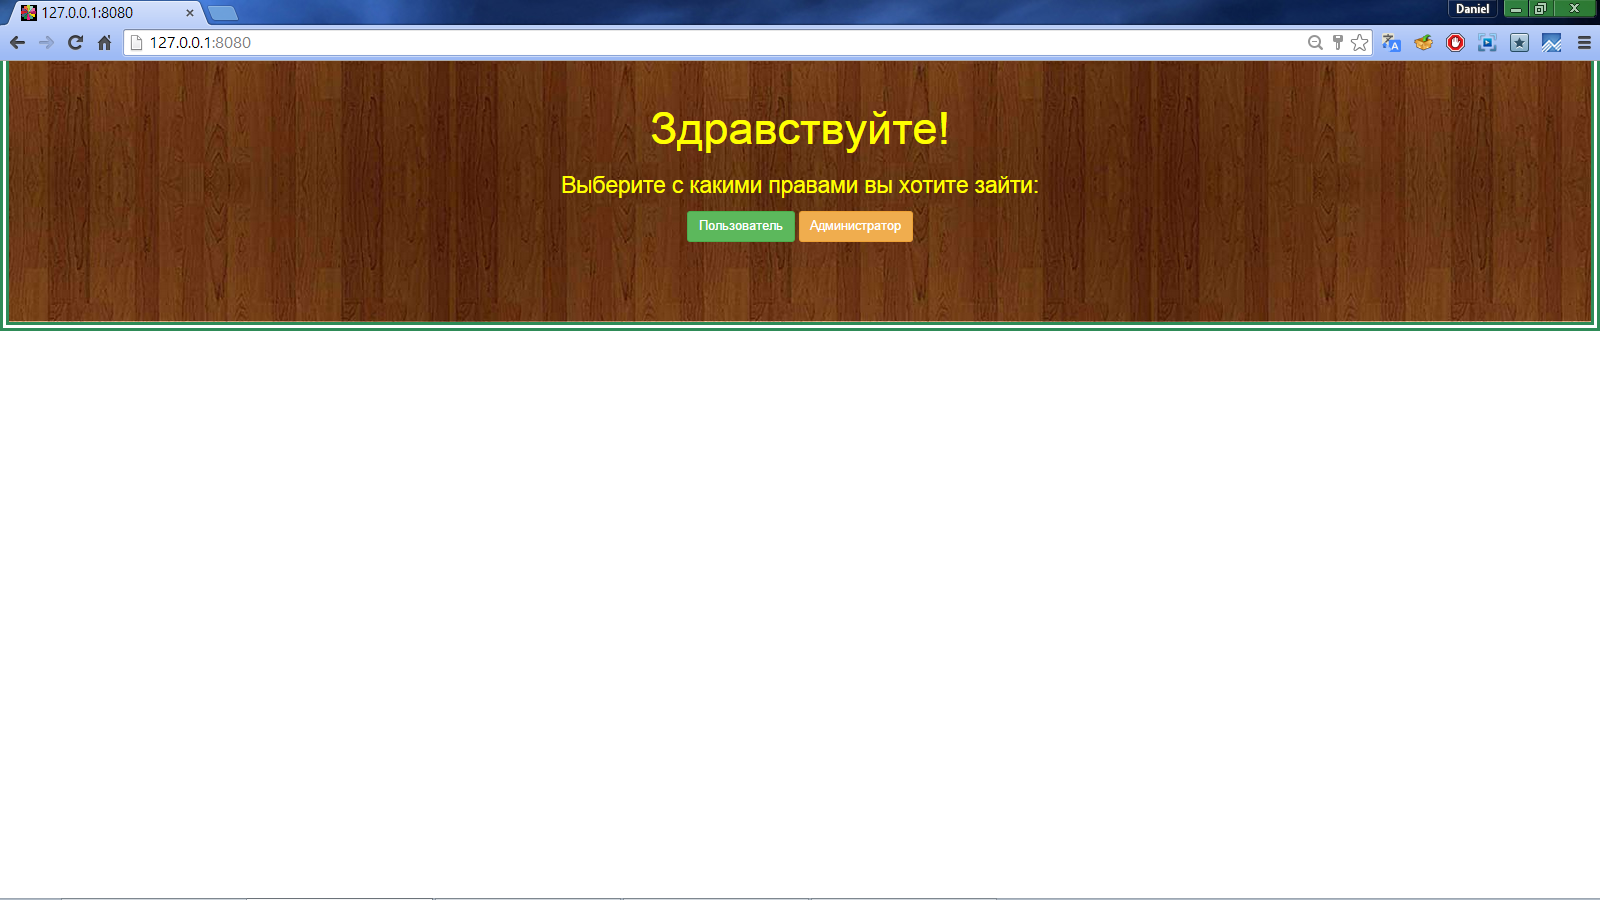 127.0.0.1:8080
Daniel
127.0.0.1:8080
Здравствуйте!
Выберите с какими правами вы хотите зайти:
Пользователь Администратор